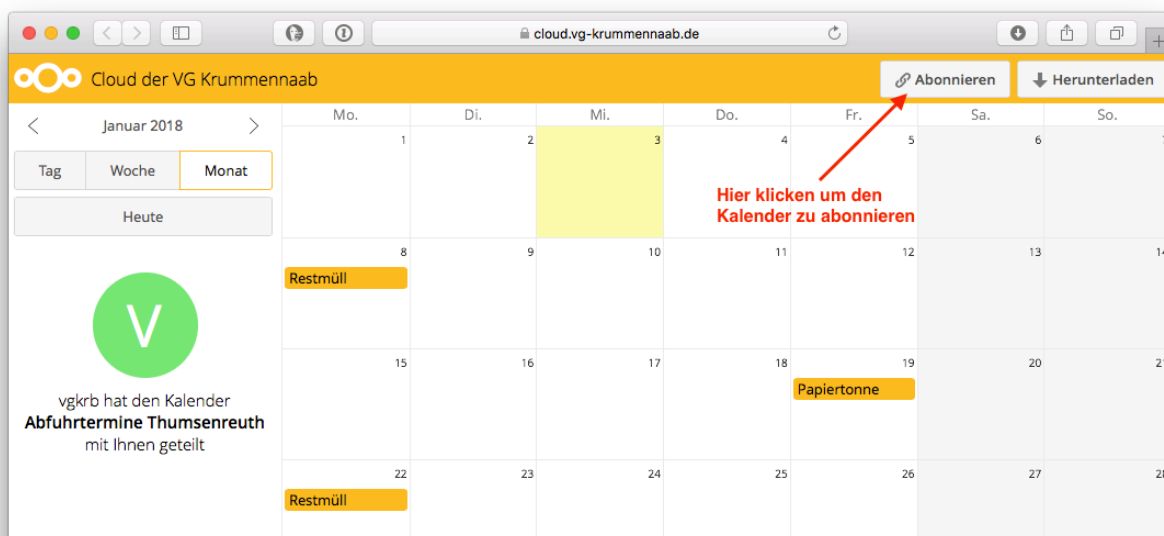 cloud.vg-krummennaab.de
Cloud der VG Krummennaab
Abonnieren
Herunterladen
Januar 2018
Tag
Woche
Monat
Heute
V
vgkrb hat den Kalender
Abfuhrtermine Thumsenreuth
mit Ihnen geteilt
Mo.
Di.
Mi.
Do.
Fr.
Sa.
So.
1
2
3
4
5
6
Hier klicken um den
Kalender zu abonnieren
8
9
10
11
12
13
14
Restmüll
15
16
17
18
19
20
21
Papiertonne
22
23
24
25
26
27
28
Restmüll